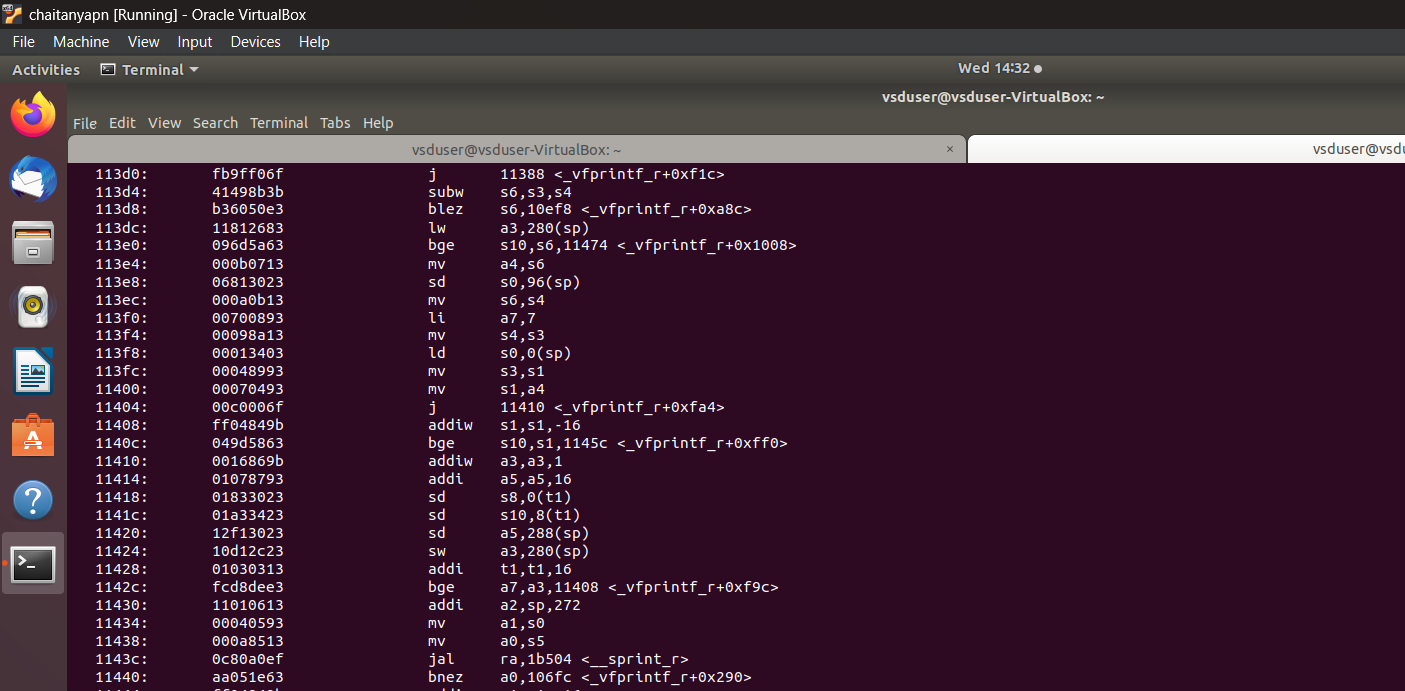 chaitanyapn [Running] - Oracle VirtualBox
File Machine View Input Devices Help
Activities Terminal Wed 14:32
vsduser@vsduser-VirtualBox: ~
File Edit View Search Terminal Tabs Help
vsduser@vsduser-VirtualBox: ~ × vsduser@vsdu
113d0: fb9ff06f j 11388 <_vfprintf_r+0xf1c>
113d4: 41498b3b subw s6,s3,s4
113d8: b36050e3 blez s6,10ef8 <_vfprintf_r+0xa8c>
113dc: 11812683 lw a3,280(sp)
113e0: 096d5a63 bge s10,s6,11474 <_vfprintf_r+0x1008>
113e4: 000b0713 mv a4,s6
113e8: 06813023 sd s0,96(sp)
113ec: 000a0b13 mv s6,s4
113f0: 00700893 li a7,7
113f4: 00098a13 mv s4,s3
113f8: 00013403 ld s0,0(sp)
113fc: 00048993 mv s3,s1
11400: 00070493 mv s1,a4
11404: 00c0006f j 11410 <_vfprintf_r+0xfa4>
11408: ff04849b addiw s1,s1,-16
1140c: 049d5863 bge s10,s1,1145c <_vfprintf_r+0xff0>
11410: 0016869b addiw a3,a3,1
11414: 01078793 addi a5,a5,16
11418: 01833023 sd s8,0(t1)
1141c: 01a33423 sd s10,8(t1)
11420: 12f13023 sd a5,288(sp)
11424: 10d12c23 sw a3,280(sp)
11428: 01030313 addi t1,t1,16
1142c: fcd8dee3 bge a7,a3,11408 <_vfprintf_r+0xf9c>
11430: 11010613 addi a2,sp,272
11434: 00040593 mv a1,s0
11438: 000a8513 mv a0,s5
1143c: 0c80a0ef jal ra,1b504 <__sprint_r>
11440: aa051e63 bnez a0,106fc <_vfprintf_r+0x290>